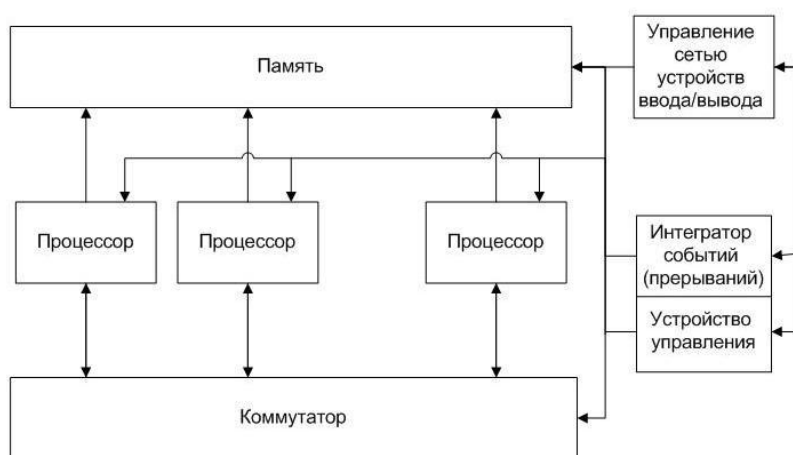 Память
Управление
сетью
устройств
ввода/вывода
Процессор
Процессор
Процессор
Интегратор
событий
(прерываний)
Устройство
управления
Коммутатор